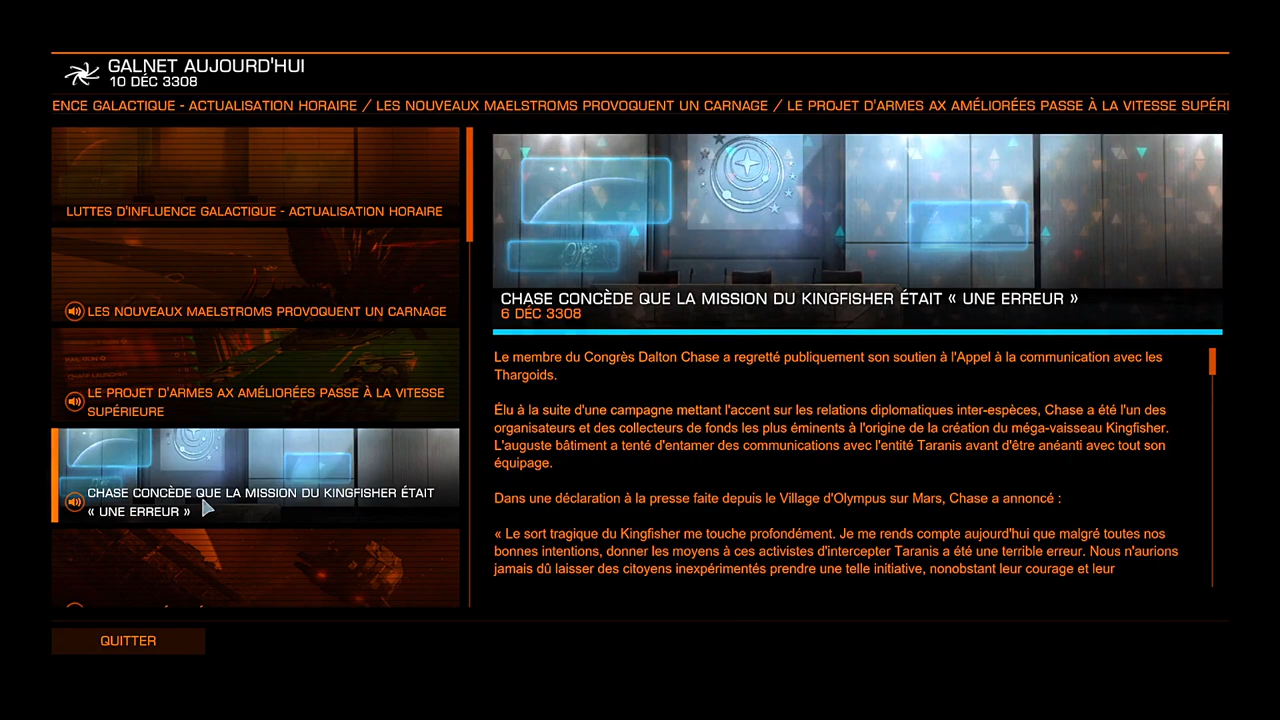 GALNET AUJOURD'HUI
10 DÉC 3308
ENCE GALACTIQUE - ACTUALISATION HORAIRE / LES NOUVEAUX MAELSTROMS PROVOQUENT UN CARNAGE / LE PROJET D'ARMES AX AMÉLIORÉES PASSE À LA VITESSE SUPÉRI
LUTTES D'INFLUENCE GALACTIQUE - ACTUALISATION HORAIRE
LES NOUVEAUX MAELSTROMS PROVOQUENT UN CARNAGE
LE PROJET D'ARMES AX AMÉLIORÉES PASSE À LA VITESSE
SUPÉRIEURE
CHASE CONCÈDE QUE LA MISSION DU KINGFISHER ÉTAIT
« UNE ERREUR »
CHASE CONCÈDE QUE LA MISSION DU KINGFISHER ÉTAIT « UNE ERREUR »
6 DÉC 3308
Le membre du Congrès Dalton Chase a regretté publiquement son soutien à l'Appel à la communication avec les
Thargoids.
Élu à la suite d'une campagne mettant l'accent sur les relations diplomatiques inter-espèces, Chase a été l'un des
organisateurs et des collecteurs de fonds les plus éminents à l'origine de la création du méga-vaisseau Kingfisher.
L'auguste bâtiment a tenté d'entamer des communications avec l'entité Taranis avant d'être anéanti avec tout son
équipage.
Dans une déclaration à la presse faite depuis le Village d'Olympus sur Mars, Chase a annoncé :
« Le sort tragique du Kingfisher me touche profondément. Je me rends compte aujourd'hui que malgré toutes nos
bonnes intentions, donner les moyens à ces activistes d'intercepter Taranis a été une terrible erreur. Nous n'aurions
jamais dû laisser des citoyens inexpérimentés prendre une telle initiative, nonobstant leur courage et leur
QUITTER